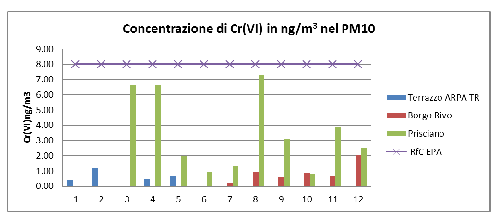 Concentrazione di Cr(VI) in ng/m³ nel PM10
9.00
8.00
7.00
6.00
5.00
4.00
3.00
2.00
1.00
0.00
Cr(VI)ng/m3
1 2 3 4 5 6 7 8 9 10 11 12
Terrazzo ARPA TR
Borgo Rivo
Prisciano
RfC EPA